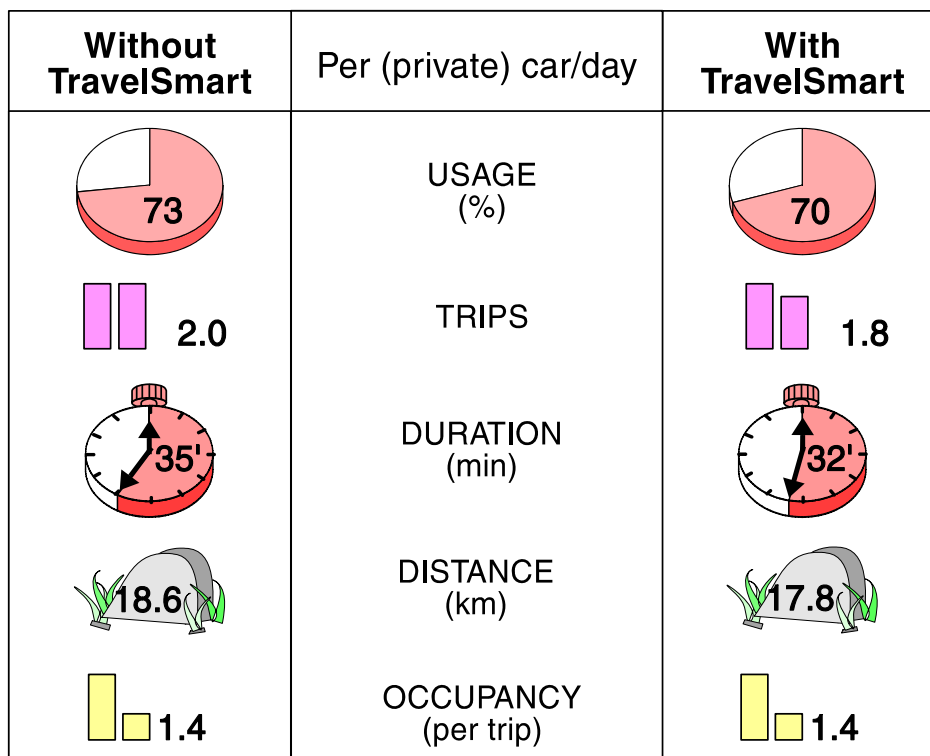 Without
TravelSmart
Per (private) car/day
With
TravelSmart
73
USAGE
(%)
70
2.0
TRIPS
1.8
35'
DURATION
(min)
32'
18.6
DISTANCE
(km)
17.8
1.4
OCCUPANCY
(per trip)
1.4